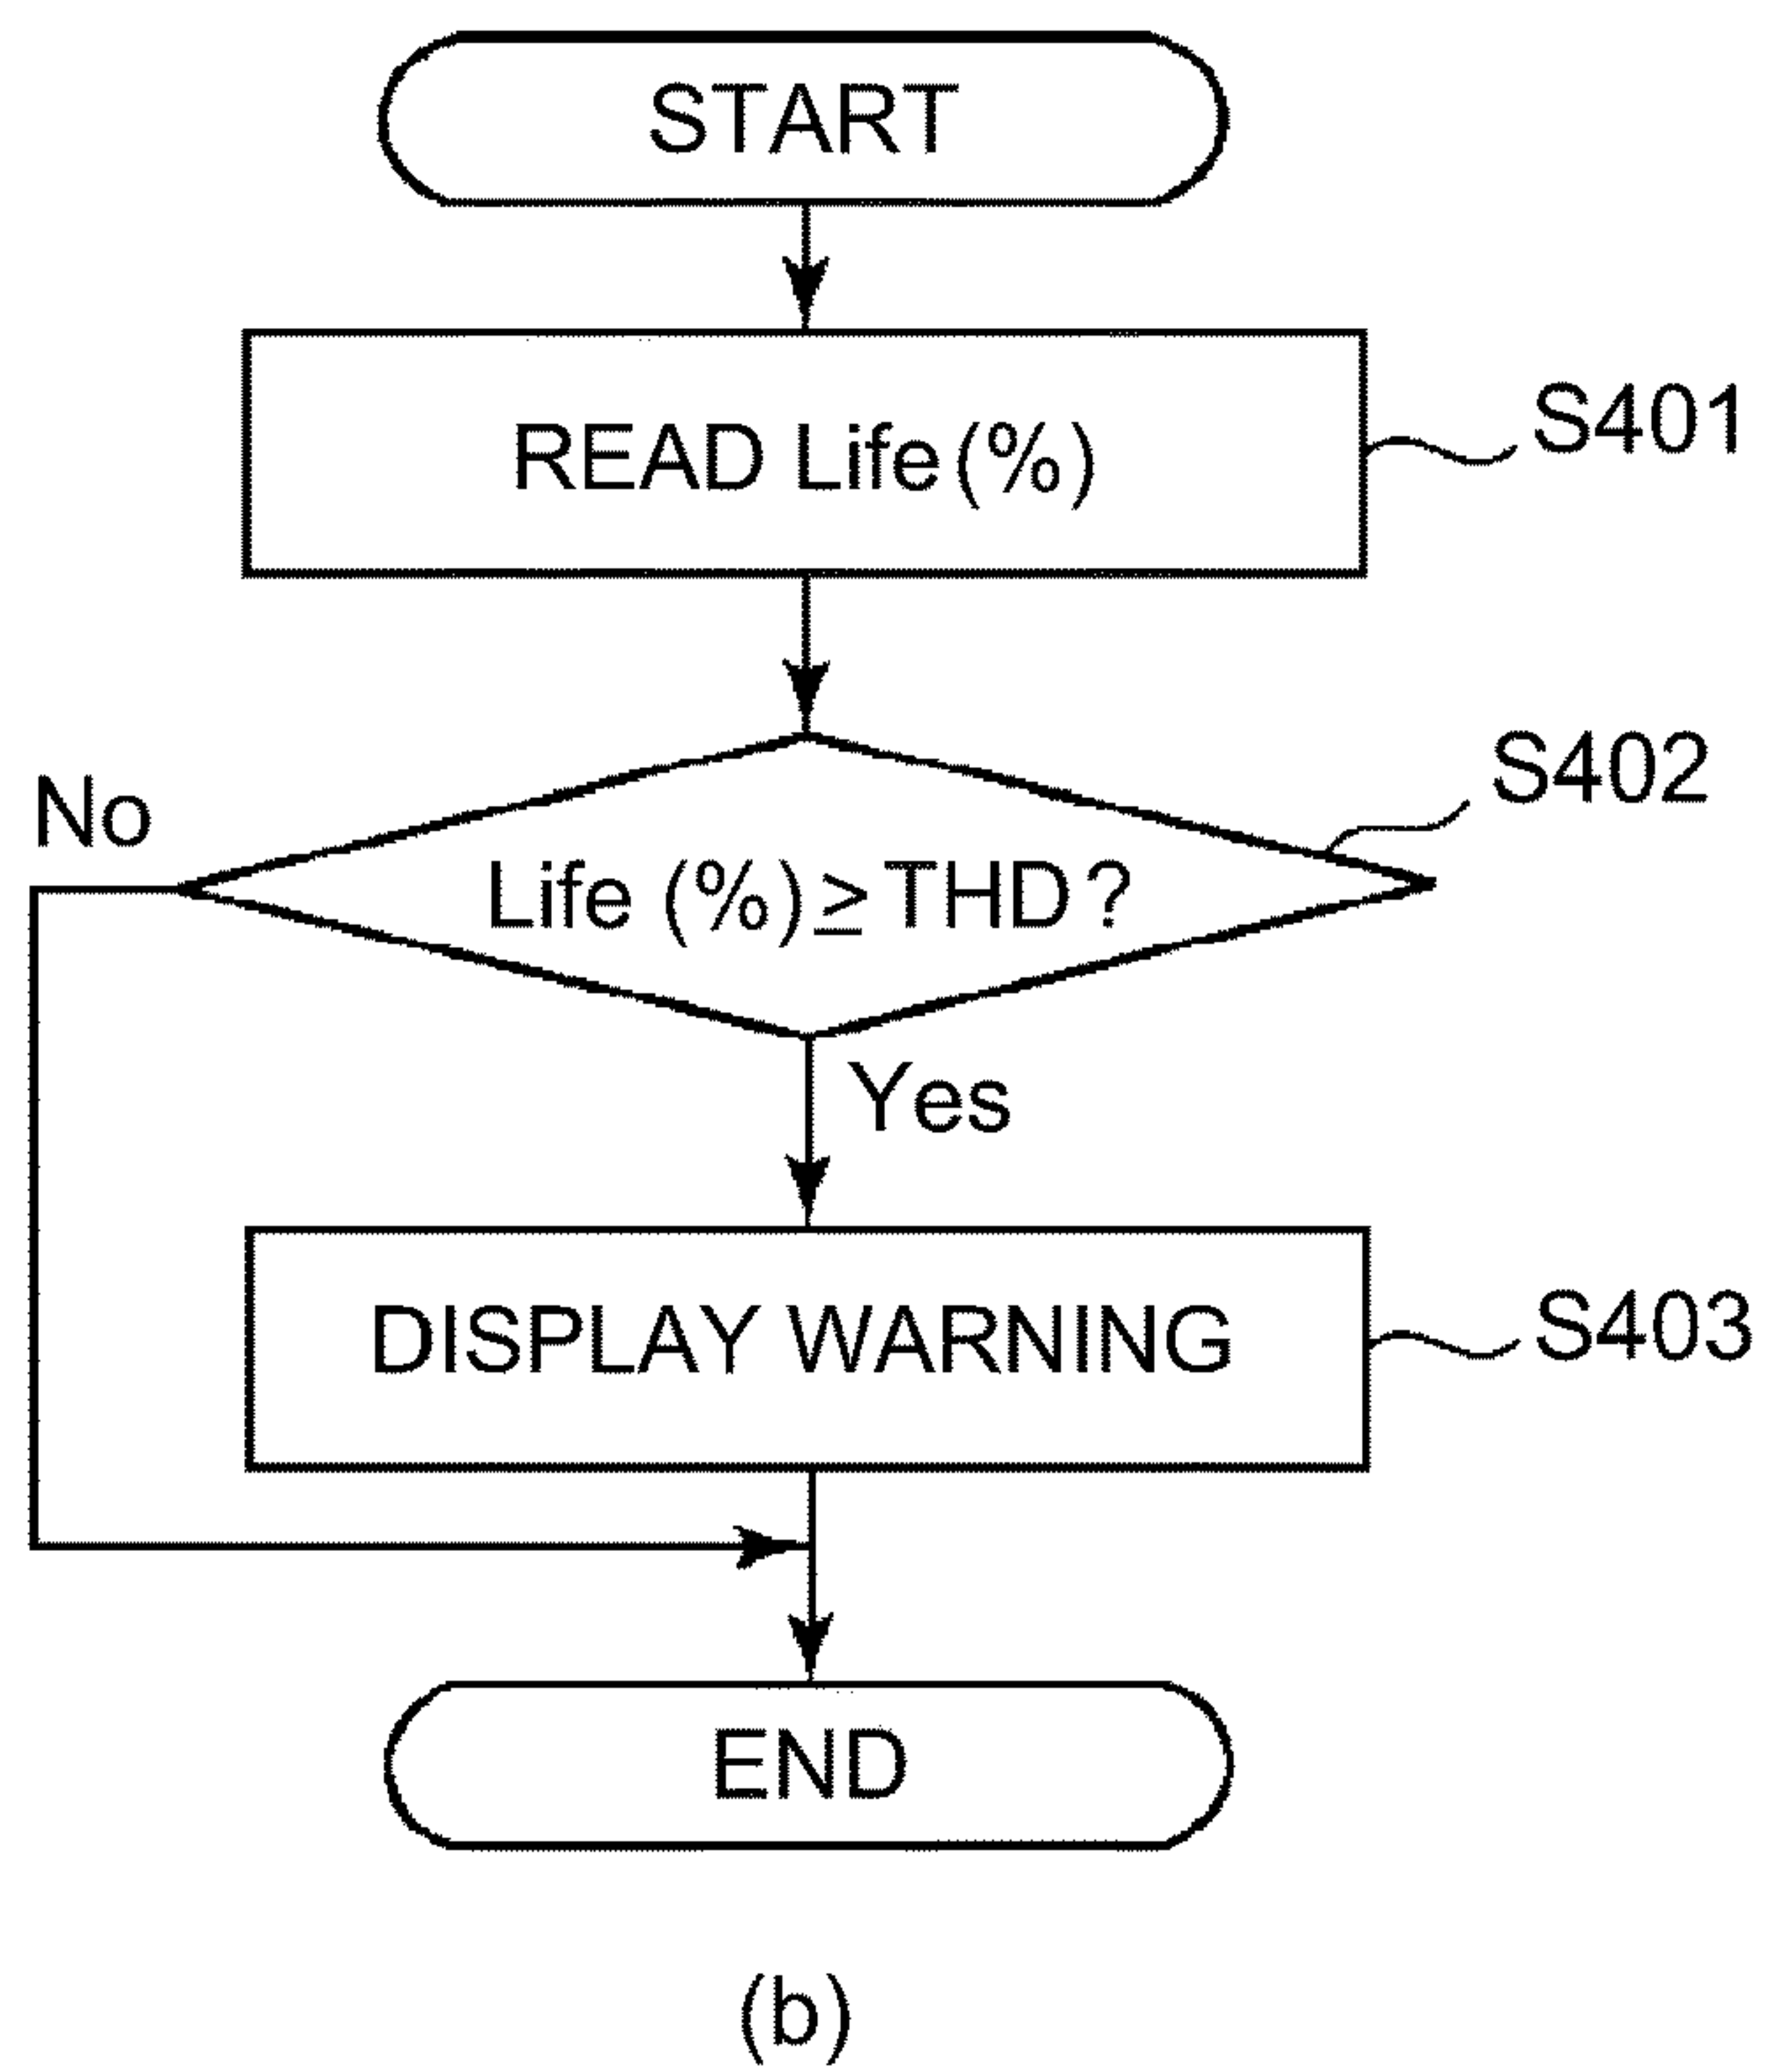 START
READ Life (%)
S401
S402
No
Life (%) ≥ THD ?
Yes
DISPLAY WARNING
S403
END
(b)